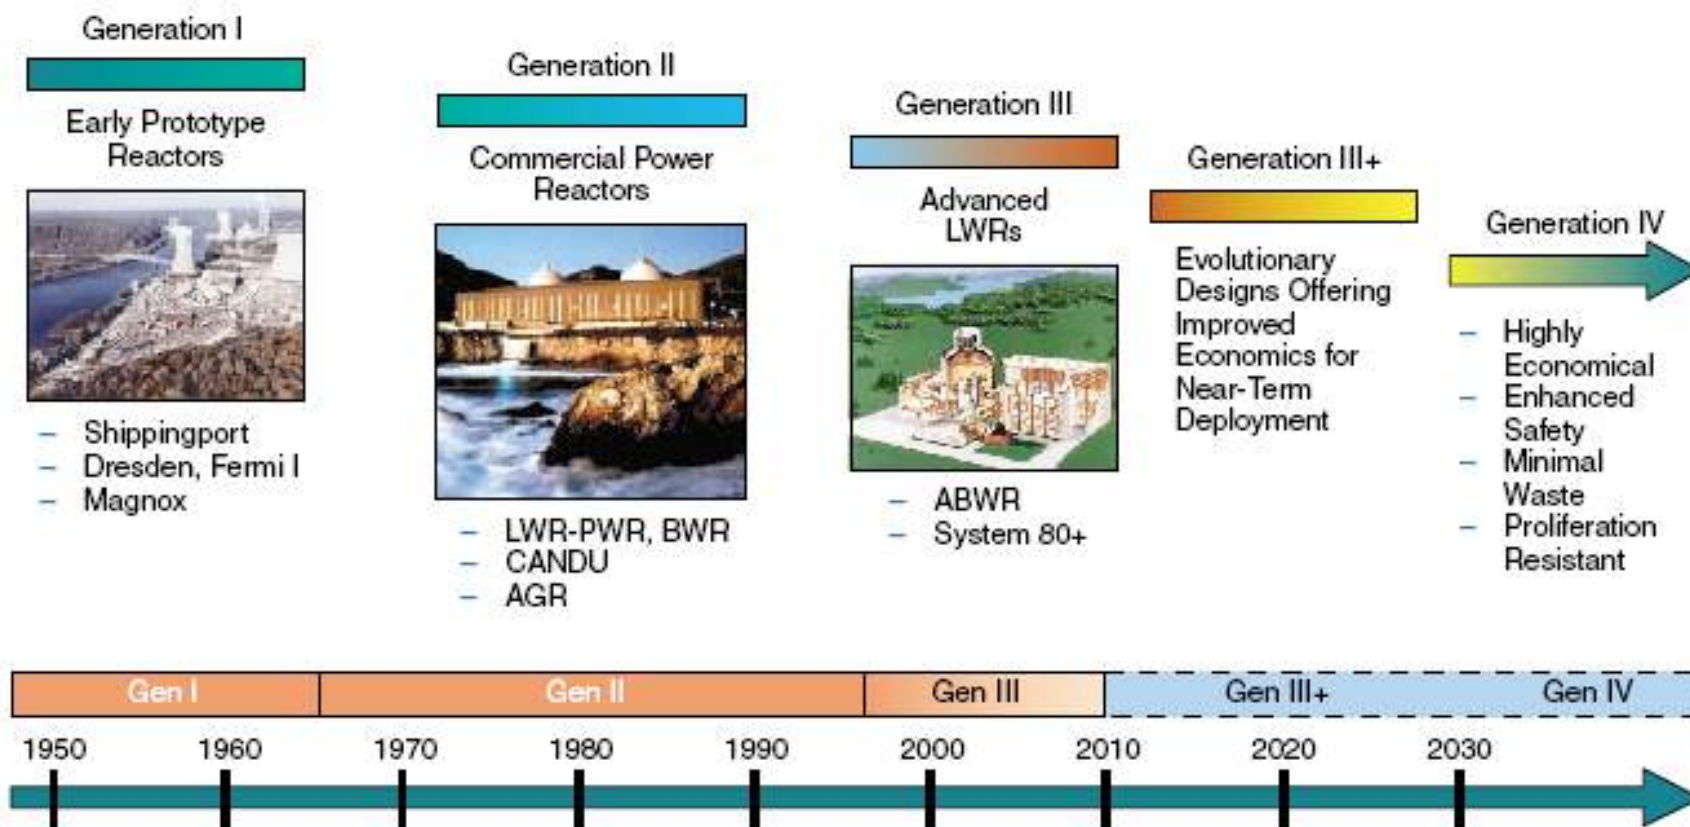 Generation I
Early Prototype
Reactors
– Shippingport
– Dresden, Fermi I
– Magnox
Generation II
Commercial Power
Reactors
– LWR-PWR, BWR
– CANDU
– AGR
Generation III
Advanced
LWRs
– ABWR
– System 80+
Generation III+
Evolutionary
Designs Offering
Improved
Economics for
Near-Term
Deployment
Generation IV
– Highly
Economical
– Enhanced
Safety
– Minimal
Waste
– Proliferation
Resistant
Gen I Gen II Gen III Gen III+ Gen IV
1950 1960 1970 1980 1990 2000 2010 2020 2030